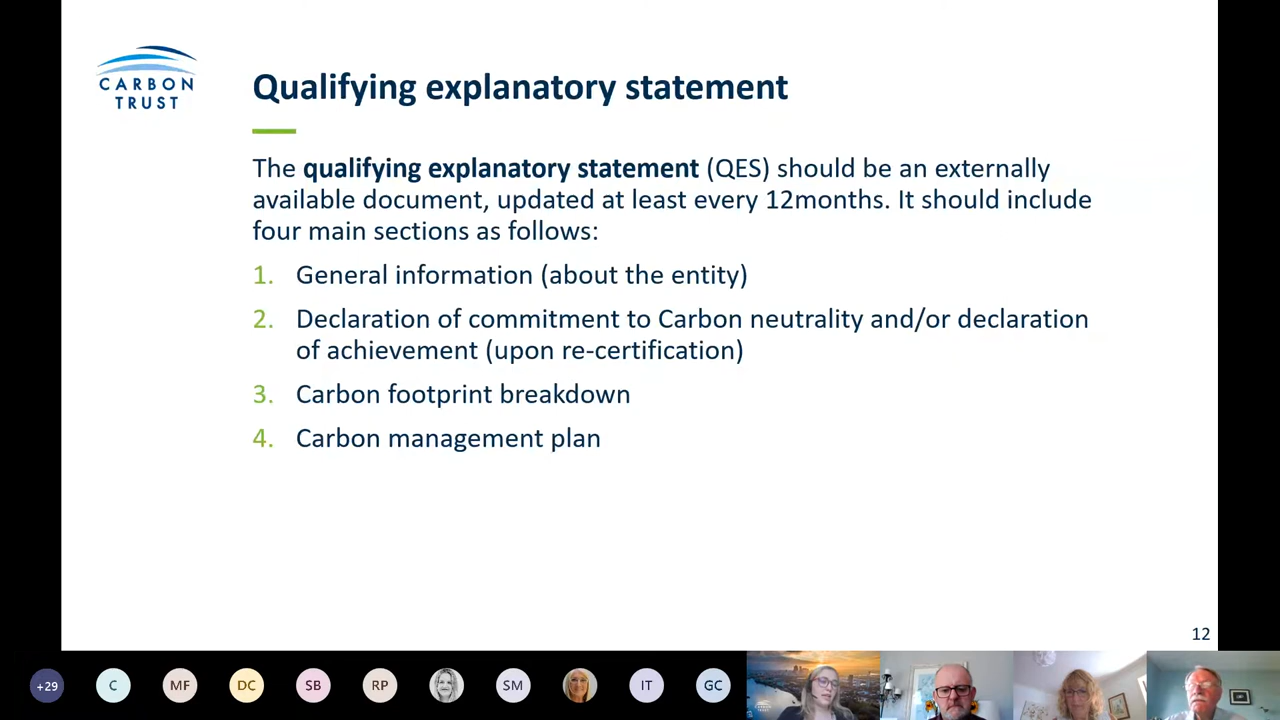 CARBON
TRUST
Qualifying explanatory statement
The qualifying explanatory statement (QES) should be an externally
available document, updated at least every 12months. It should include
four main sections as follows:
1. General information (about the entity)
2. Declaration of commitment to Carbon neutrality and/or declaration
of achievement (upon re-certification)
3. Carbon footprint breakdown
4. Carbon management plan
12
+29 C MF DC SB RP SM IT GC
CARBON
TRUST